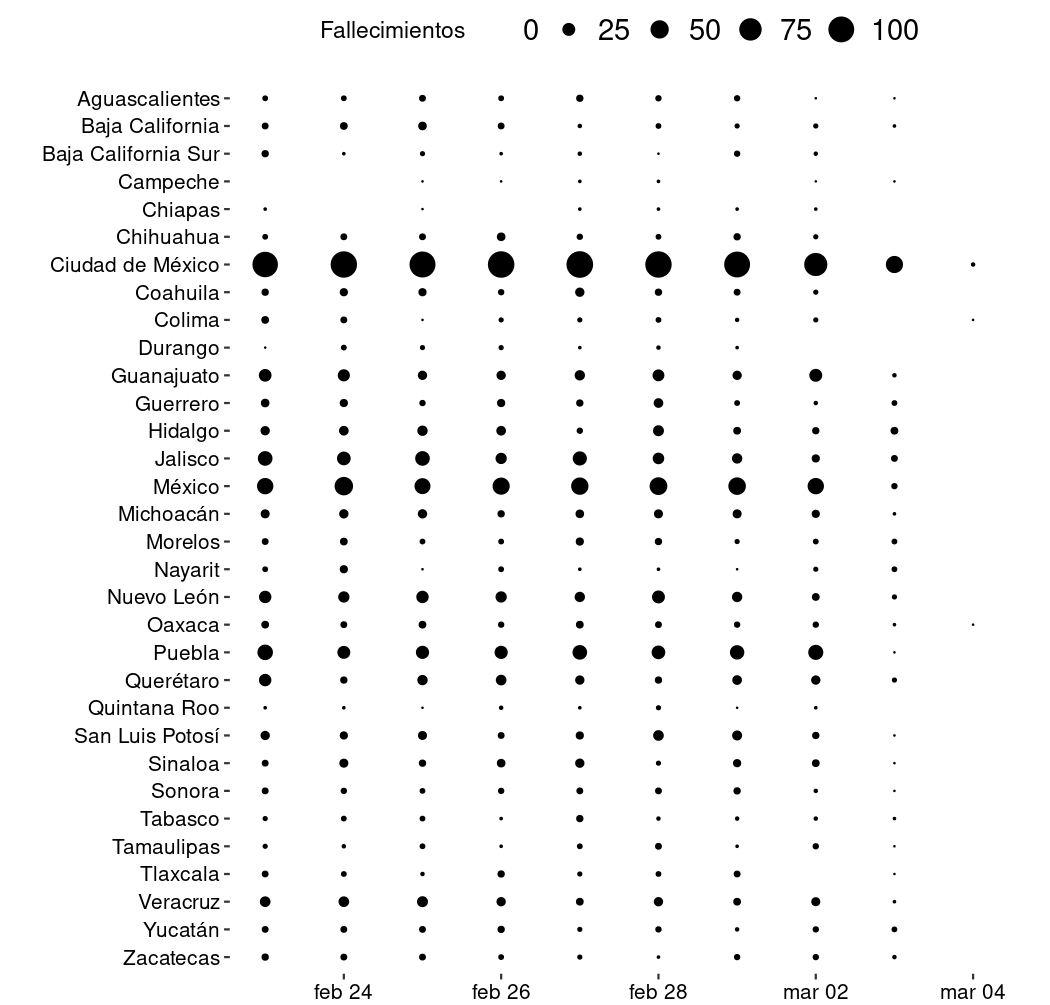 Fallecimientos 0 25 50 75 100
Aguascalientes
Baja California
Baja California Sur
Campeche
Chiapas
Chihuahua
Ciudad de México
Coahuila
Colima
Durango
Guanajuato
Guerrero
Hidalgo
Jalisco
México
Michoacán
Morelos
Nayarit
Nuevo León
Oaxaca
Puebla
Querétaro
Quintana Roo
San Luis Potosí
Sinaloa
Sonora
Tabasco
Tamaulipas
Tlaxcala
Veracruz
Yucatán
Zacatecas
feb 24 feb 26 feb 28 mar 02 mar 04